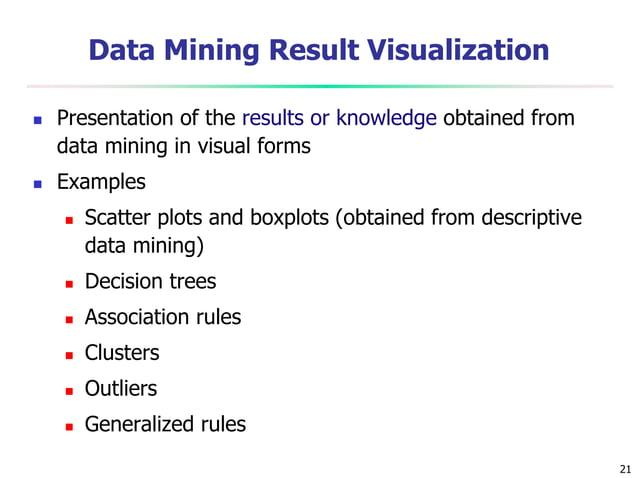 Data Mining Result Visualization
Presentation of the results or knowledge obtained from
data mining in visual forms
Examples
Scatter plots and boxplots (obtained from descriptive
data mining)
Decision trees
Association rules
Clusters
Outliers
Generalized rules
21